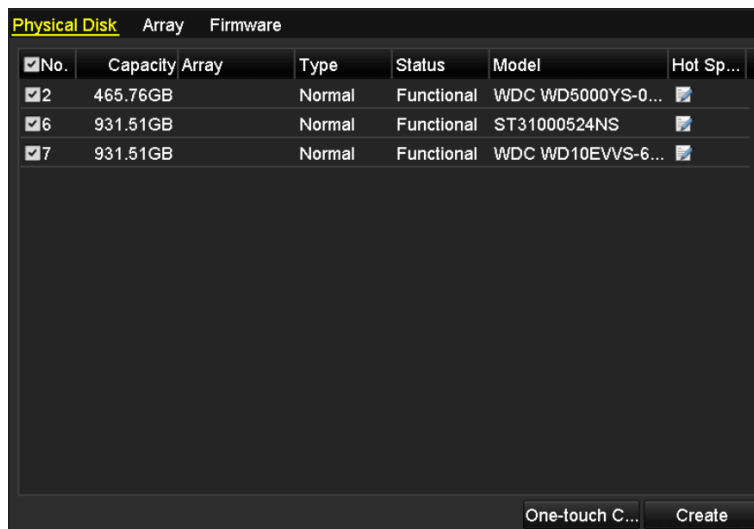 Physical Disk Array Firmware
No. Capacity Array Type Status Model Hot Sp...
2 465.76GB Normal Functional WDC WD5000YS-0...
6 931.51GB Normal Functional ST31000524NS
7 931.51GB Normal Functional WDC WD10EVVS-6...
One-touch C... Create